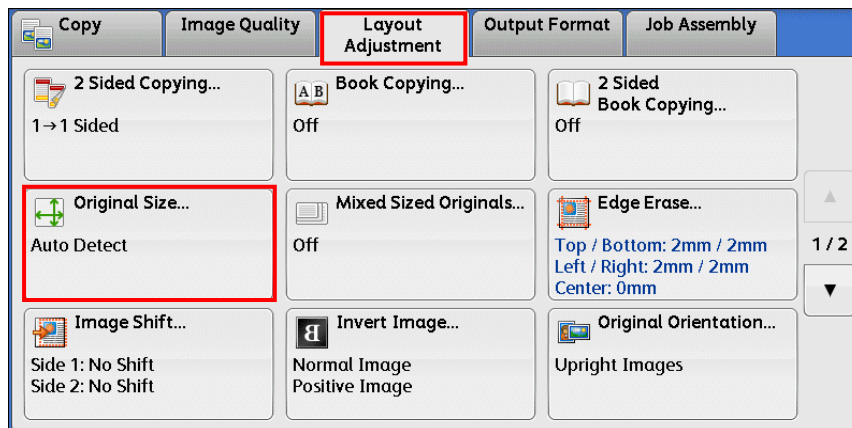 Copy
Image Quality
Layout
Adjustment
Output Format
Job Assembly
2 Sided Copying...
1→1 Sided
A B
Book Copying...
Off
2 Sided
Book Copying...
Off
Original Size...
Auto Detect
Mixed Sized Originals...
Off
Edge Erase...
Top / Bottom: 2mm / 2mm
Left / Right: 2mm / 2mm
Center: 0mm
1 / 2
Image Shift...
Side 1: No Shift
Side 2: No Shift
B
Invert Image...
Normal Image
Positive Image
Original Orientation...
Upright Images